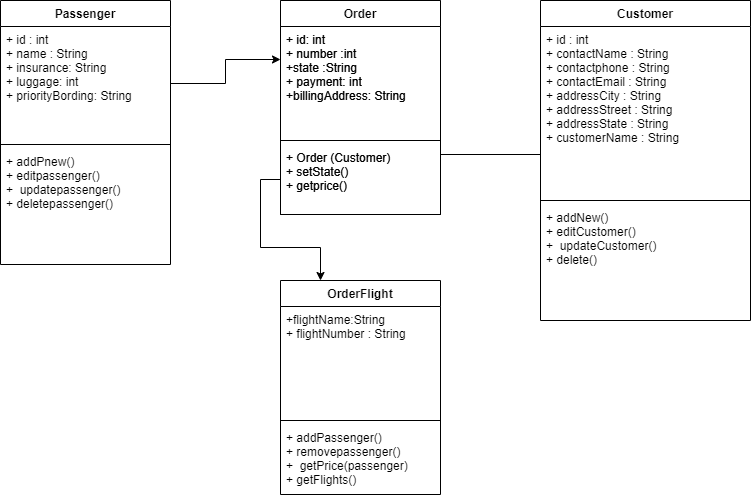 Passenger
+ id : int
+ name : String
+ insurance: String
+ luggage: int
+ priorityBording: String
+ addPnew()
+ editpassenger()
+ updatepassenger()
+ deletepassenger()
Order
+ id: int
+ number :int
+state :String
+ payment: int
+billingAddress: String
+ Order (Customer)
+ setState()
+ getprice()
Customer
+ id : int
+ contactName : String
+ contactphone : String
+ contactEmail : String
+ addressCity : String
+ addressStreet : String
+ addressState : String
+ customerName : String
+ addNew()
+ editCustomer()
+ updateCustomer()
+ delete()
OrderFlight
+flightName:String
+ flightNumber : String
+ addPassenger()
+ removepassenger()
+ getPrice(passenger)
+ getFlights()